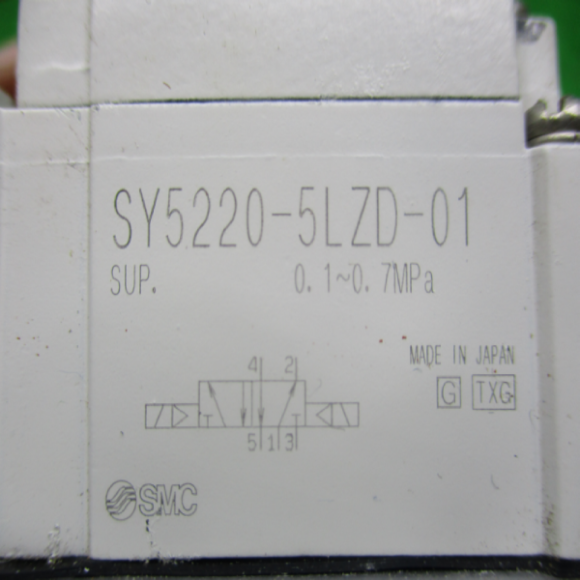 SY5220-5LZD-01
SUP. 0.1~0.7MPa
MADE IN JAPAN
G TXG
4 2
5 1 3
SMC